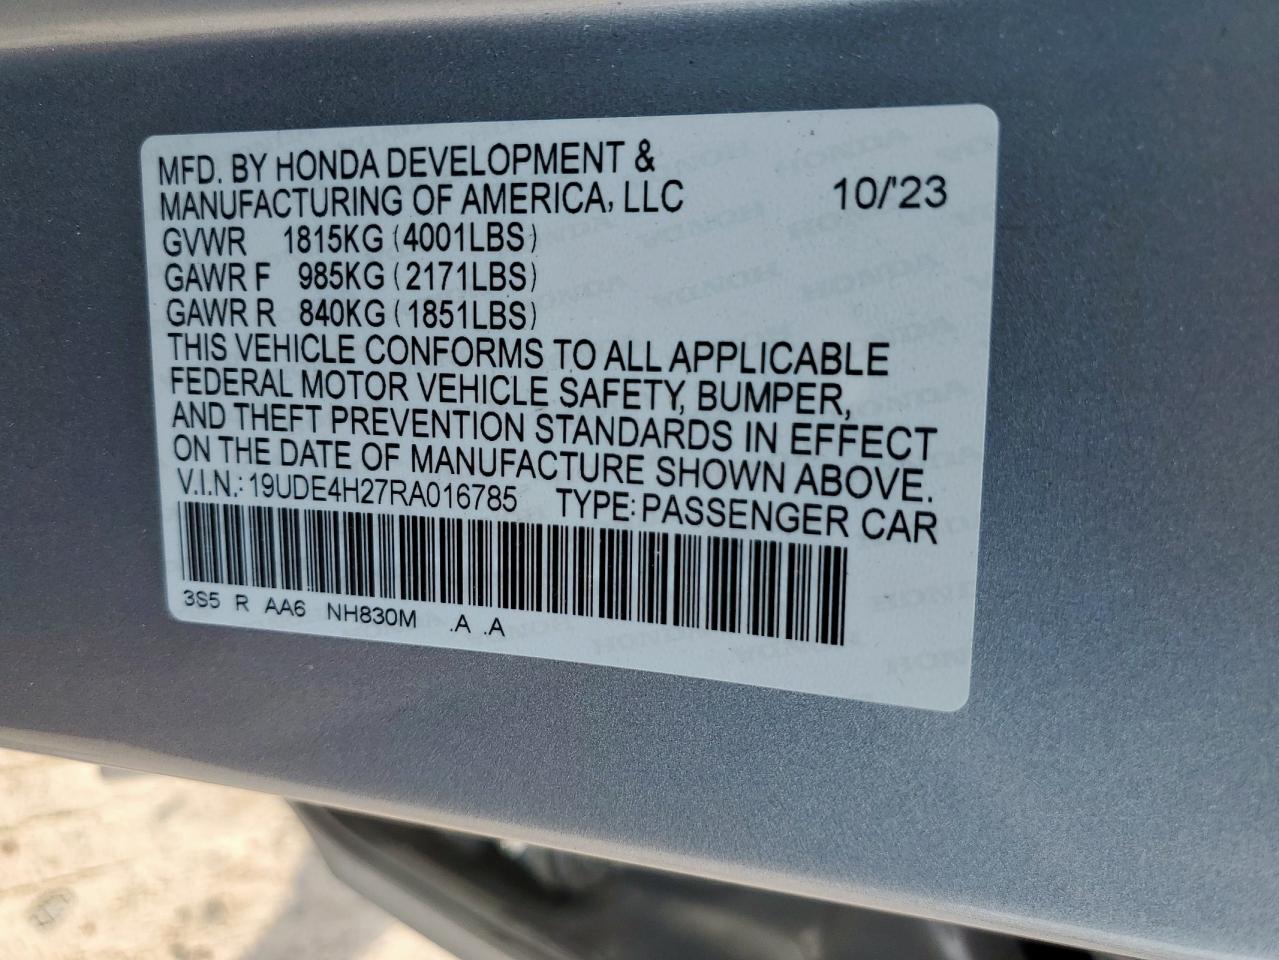 MFD. BY HONDA DEVELOPMENT &
MANUFACTURING OF AMERICA, LLC 10/'23
GVWR 1815KG (4001LBS)
GAWR F 985KG (2171LBS)
GAWR R 840KG (1851LBS)
THIS VEHICLE CONFORMS TO ALL APPLICABLE
FEDERAL MOTOR VEHICLE SAFETY, BUMPER,
AND THEFT PREVENTION STANDARDS IN EFFECT
ON THE DATE OF MANUFACTURE SHOWN ABOVE.
V.I.N.: 19UDE4H27RA016785 TYPE: PASSENGER CAR
3S5 R AA6 NH830M .A .A